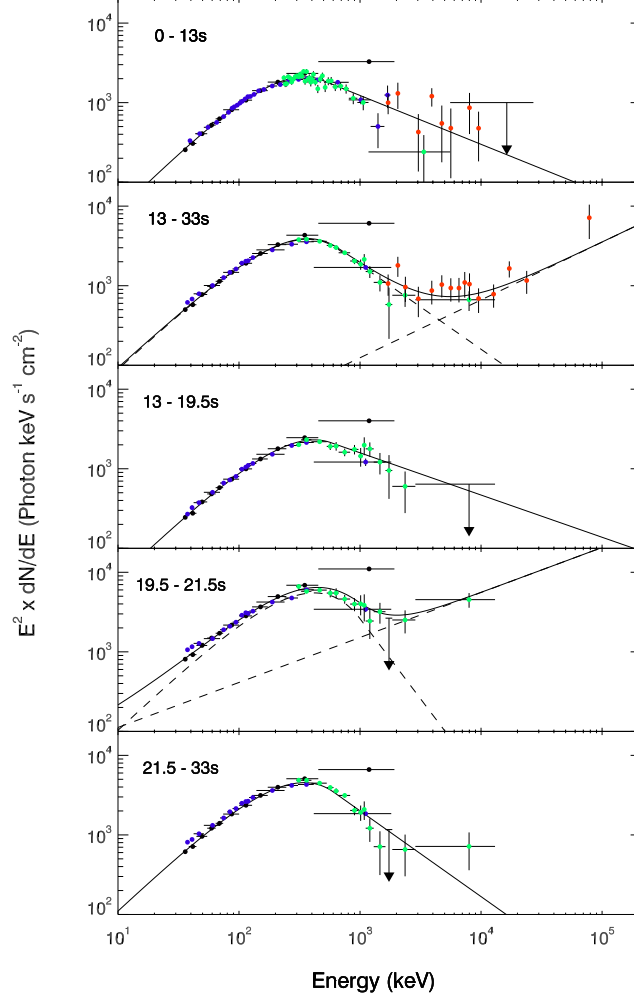 0 - 13s
10⁴
10³
10²
13 - 33s
10⁴
10³
10²
13 - 19.5s
10⁴
10³
10²
19.5 - 21.5s
10⁴
10³
10²
21.5 - 33s
10⁴
10³
10²
10¹ 10² 10³ 10⁴ 10⁵
E² x dN/dE (Photon keV s⁻¹ cm⁻²)
Energy (keV)